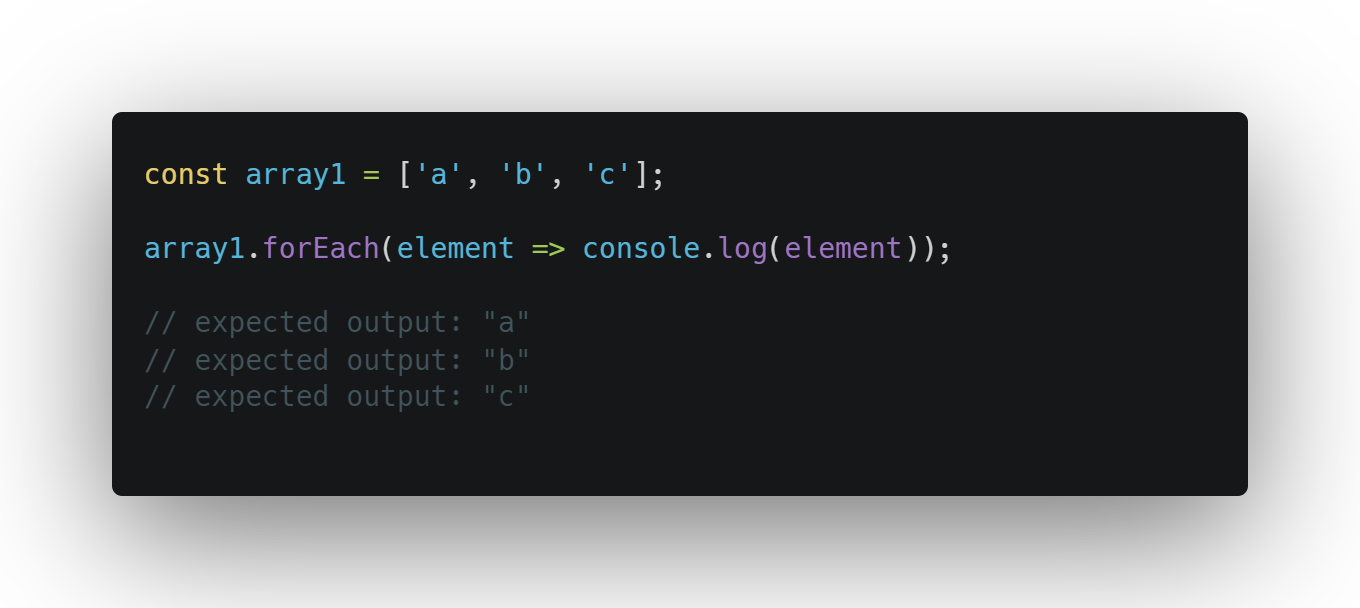 const array1 = ['a', 'b', 'c'];
array1.forEach(element => console.log(element));
// expected output: "a"
// expected output: "b"
// expected output: "c"